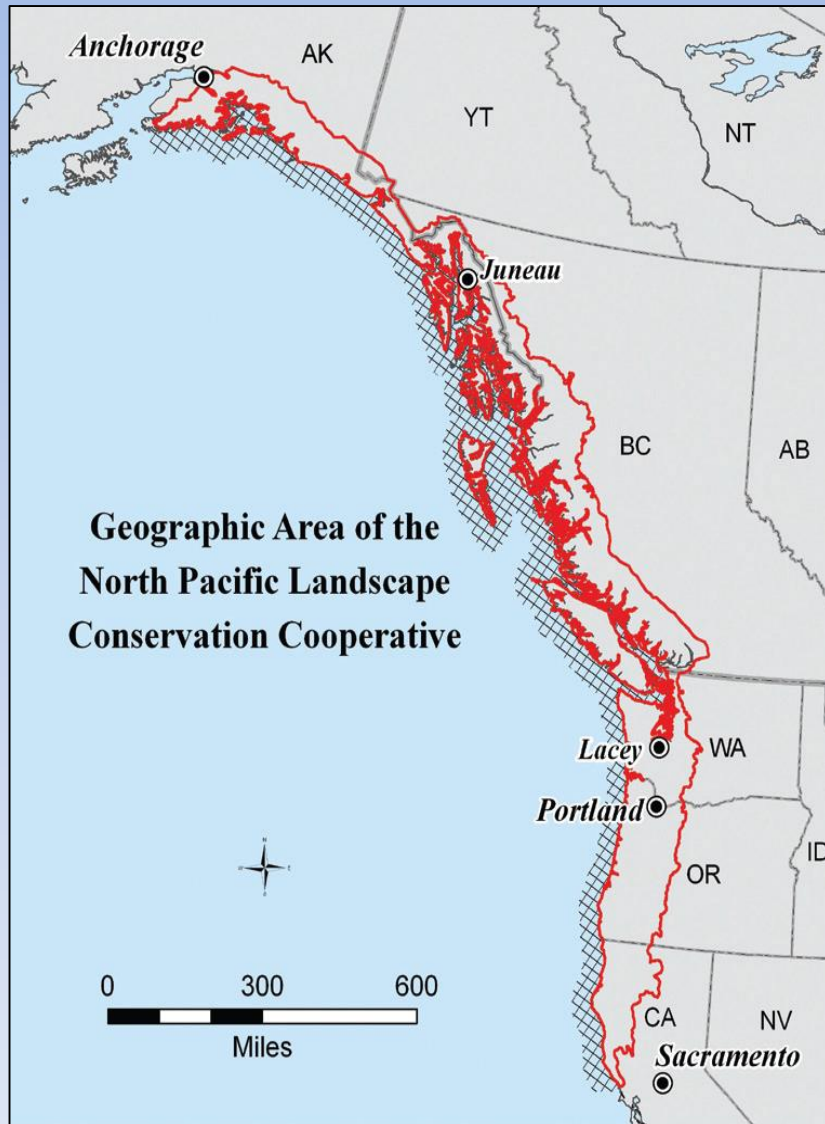 Anchorage
AK
YT
NT
Juneau
BC
AB
Geographic Area of the
North Pacific Landscape
Conservation Cooperative
Lacey
WA
Portland
ID
OR
0 300 600
Miles
CA
NV
Sacramento